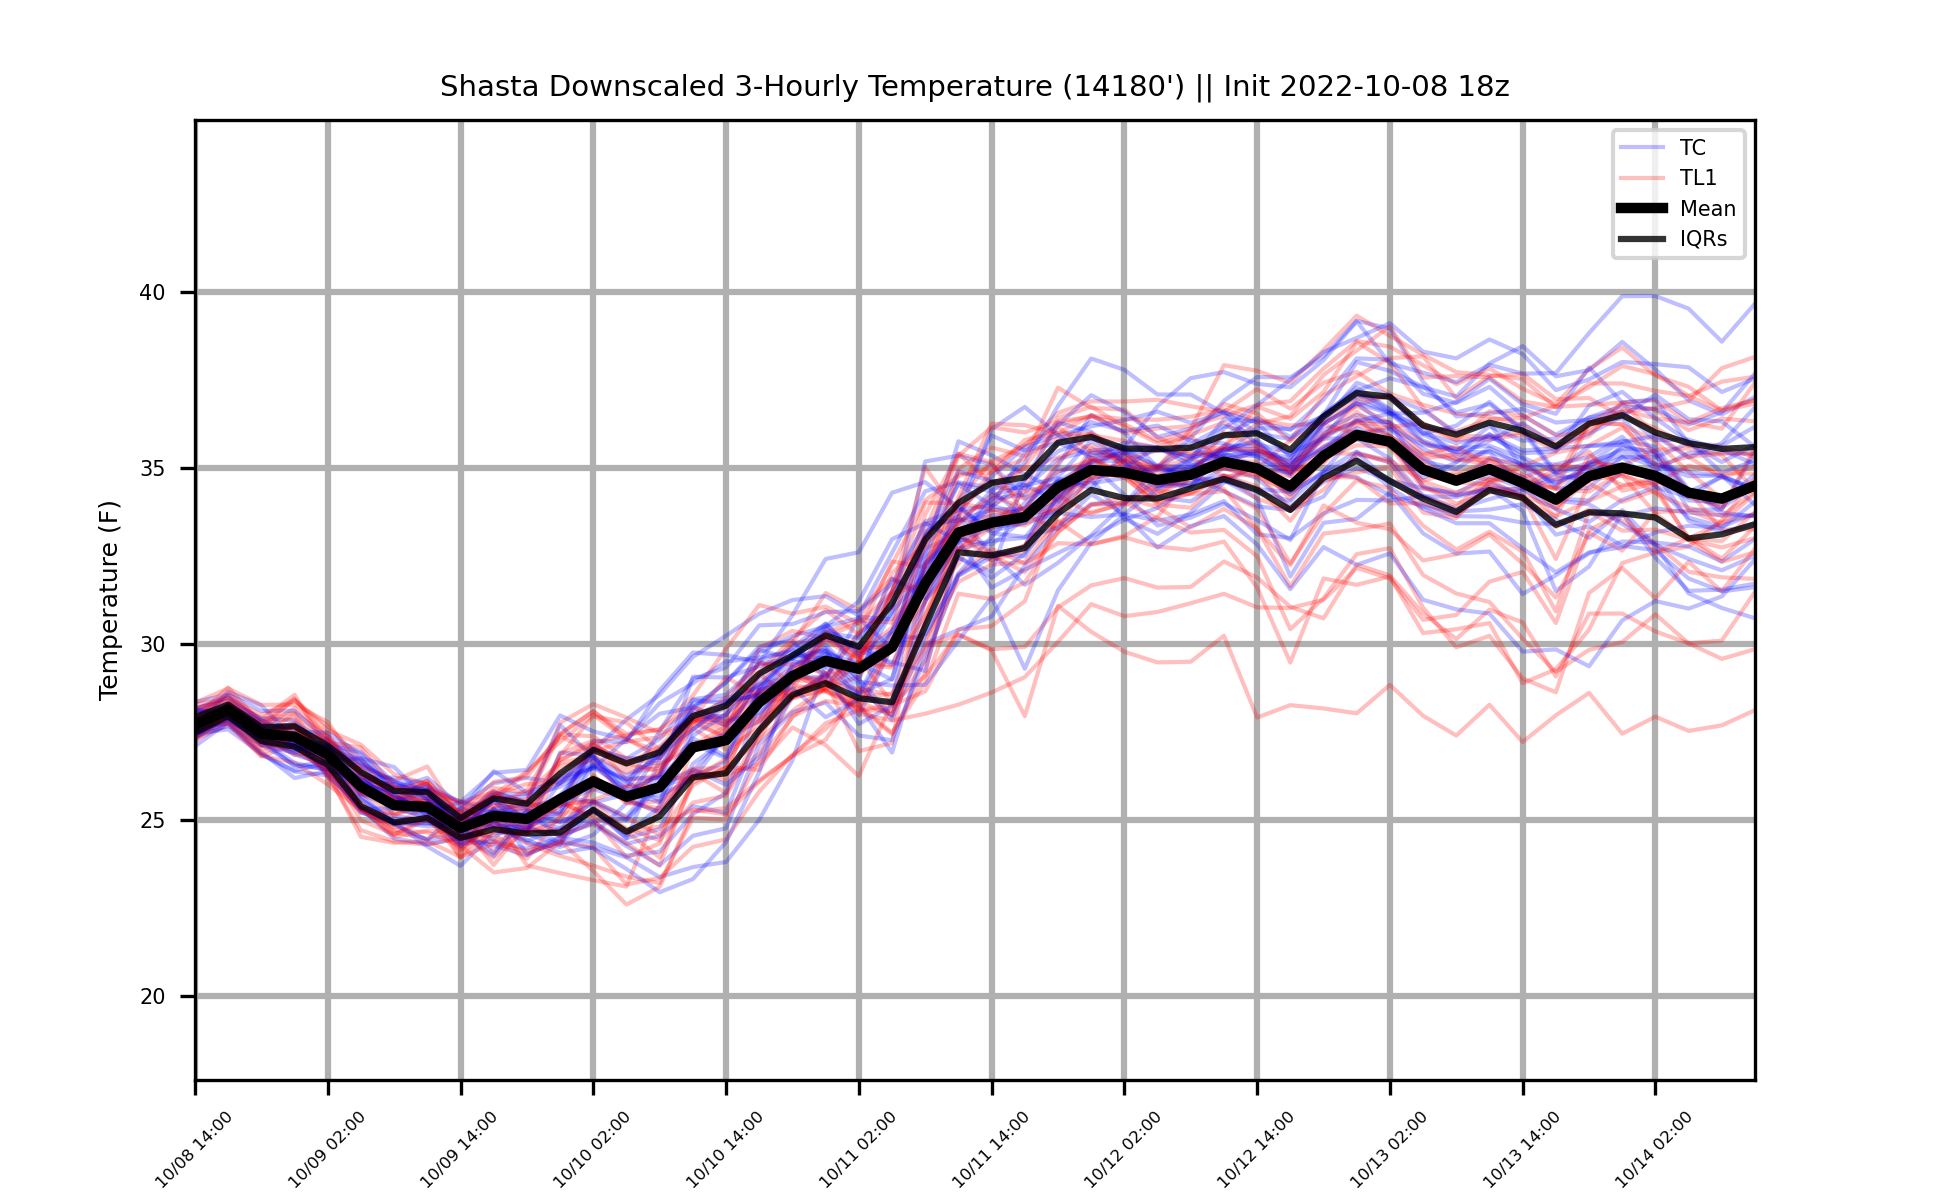 Shasta Downscaled 3-Hourly Temperature (14180') || Init 2022-10-08 18z
TC
TL1
Mean
IQRs
Temperature (F)
40
35
30
25
20
10/08 14:00
10/09 02:00
10/09 14:00
10/10 02:00
10/10 14:00
10/11 02:00
10/11 14:00
10/12 02:00
10/12 14:00
10/13 02:00
10/13 14:00
10/14 02:00